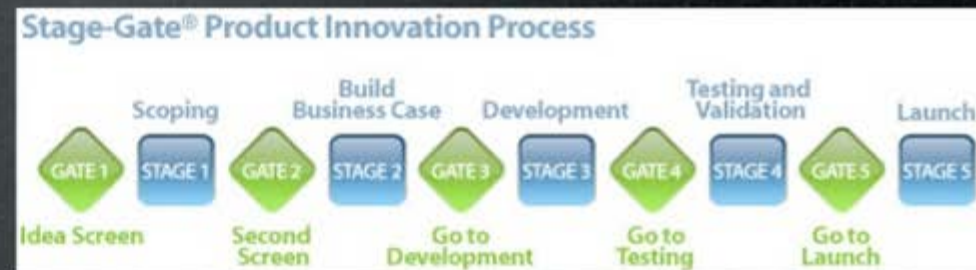 Stage-Gate® Product Innovation Process
Scoping
Build
Business Case
Development
Testing and
Validation
Launch
GATE 1
STAGE 1
GATE 2
STAGE 2
GATE 3
STAGE 3
GATE 4
STAGE 4
GATE 5
STAGE 5
Idea Screen
Second
Screen
Go to
Development
Go to
Testing
Go to
Launch